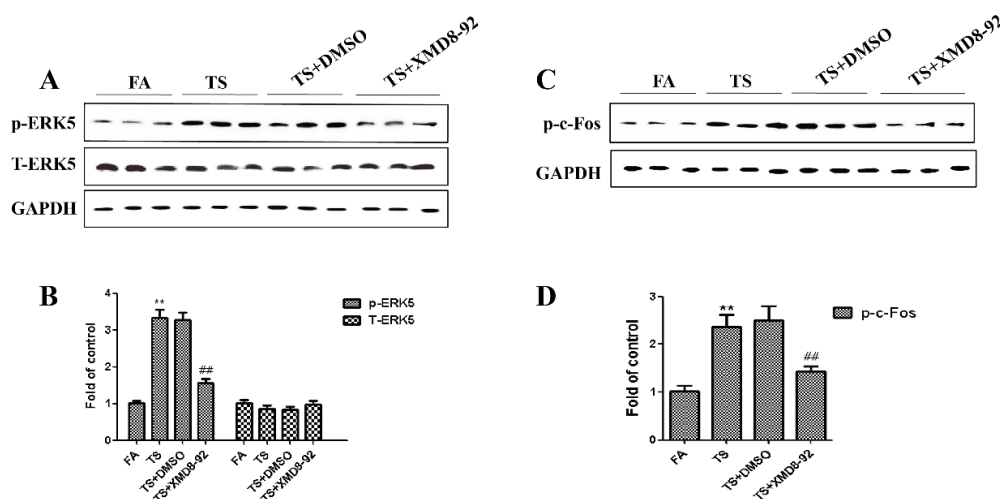 A
FA TS TS+DMSO TS+XMD8-92
p-ERK5
T-ERK5
GAPDH
C
FA TS TS+DMSO TS+XMD8-92
p-c-Fos
GAPDH
B
Fold of control
4
3
2
1
0
**
##
p-ERK5
T-ERK5
FA TS TS+DMSO TS+XMD8-92 FA TS TS+DMSO TS+XMD8-92
D
Fold of control
3
2
1
0
**
##
p-c-Fos
FA TS TS+DMSO TS+XMD8-92